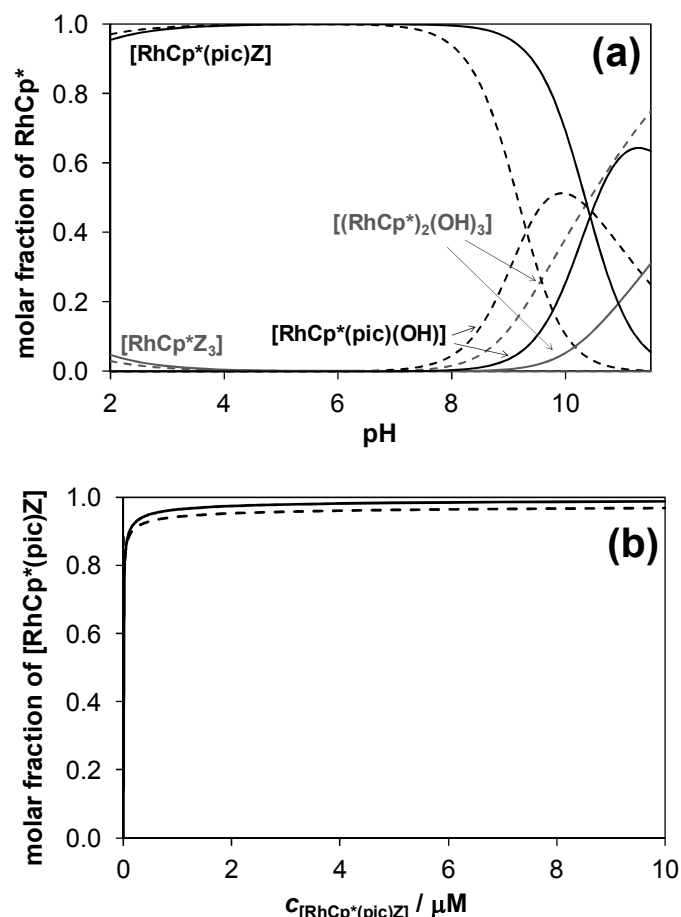 (a)
[RhCp*(pic)Z]
[(RhCp*)₂(OH)₃]
[RhCp*(pic)(OH)]
[RhCp*Z₃]
molar fraction of RhCp*
1.0
0.8
0.6
0.4
0.2
0.0
2 4 6 8 10
pH
(b)
molar fraction of [RhCp*(pic)Z]
1.0
0.8
0.6
0.4
0.2
0.0
0 2 4 6 8 10
c[RhCp*(pic)Z] / μM